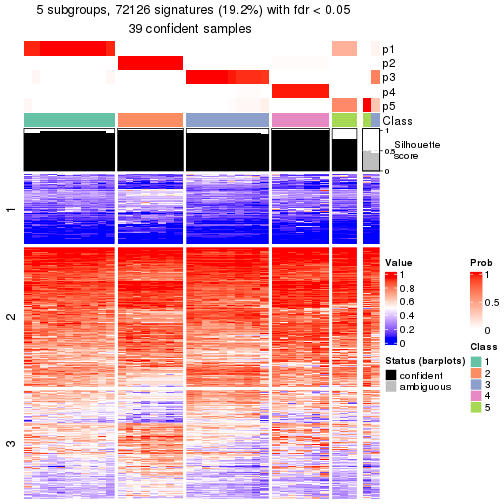 5 subgroups, 72126 signatures (19.2%) with fdr < 0.05
39 confident samples
p1
p2
p3
p4
p5
Class
1
0.5
0
Silhouette
score
1
2
3
Value
1
0.8
0.6
0.4
0.2
0
Status (barplots)
confident
ambiguous
Prob
1
0.5
0
Class
1
2
3
4
5